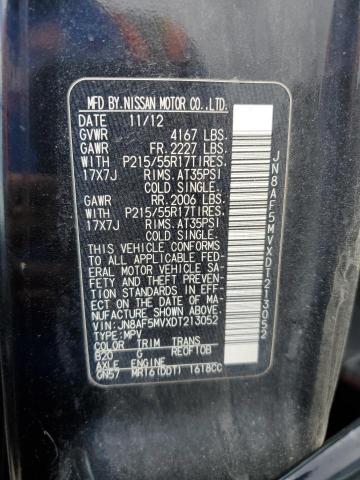 MFD.BY.NISSAN MOTOR CO.,LTD.
DATE 11/12
GVWR 4167 LBS.
GAWR FR. 2227 LBS.
WITH P215/55R17TIRES.
17X7J RIMS. AT35PSI
COLD SINGLE.
GAWR RR. 2006 LBS.
WITH P215/55R17TIRES.
17X7J RIMS. AT35PSI
COLD SINGLE.
THIS VEHICLE CONFORMS
TO ALL APPLICABLE FED-
ERAL MOTOR VEHICLE SA-
FETY AND THEFT PREV-
ENTION STANDARDS IN EF-
FECT ON THE DATE OF MA-
NUFACTURE SHOWN ABOVE.
VIN:JN8AF5MVXDT213052
TYPE:MPV
COLOR TRIM TRANS
820 G RE0F10B
AXLE ENGINE
GN57 MR16(DDT) 1618CC
JN8AF5MVXDT213052